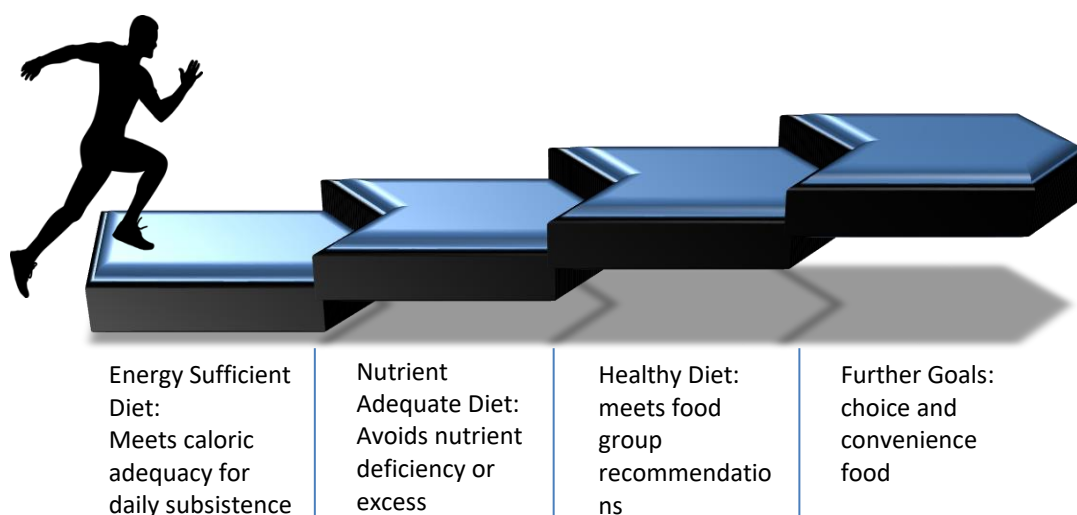 Energy Sufficient
Diet:
Meets caloric
adequacy for
daily subsistence
Nutrient
Adequate Diet:
Avoids nutrient
deficiency or
excess
Healthy Diet:
meets food
group
recommendatio
ns
Further Goals:
choice and
convenience
food